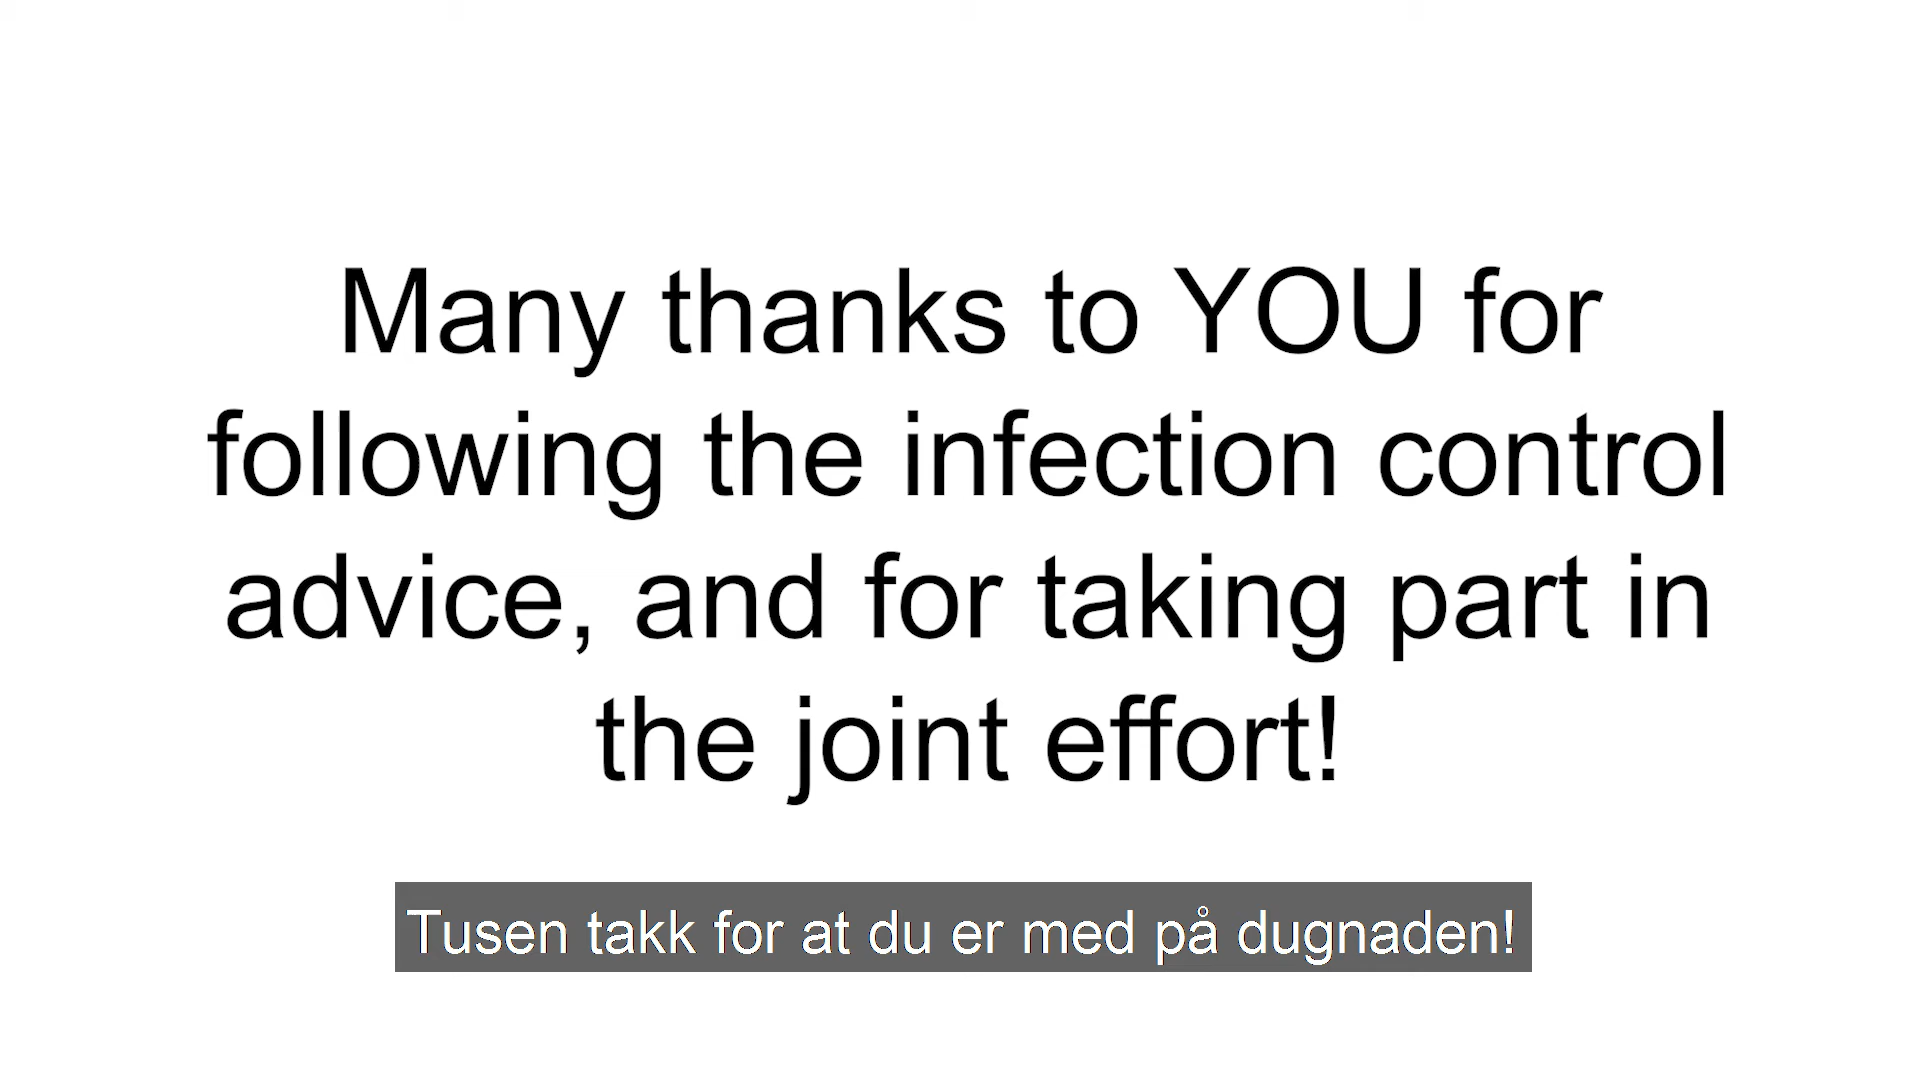 Many thanks to YOU for
following the infection control
advice, and for taking part in
the joint effort!
Tusen takk for at du er med på dugnaden!